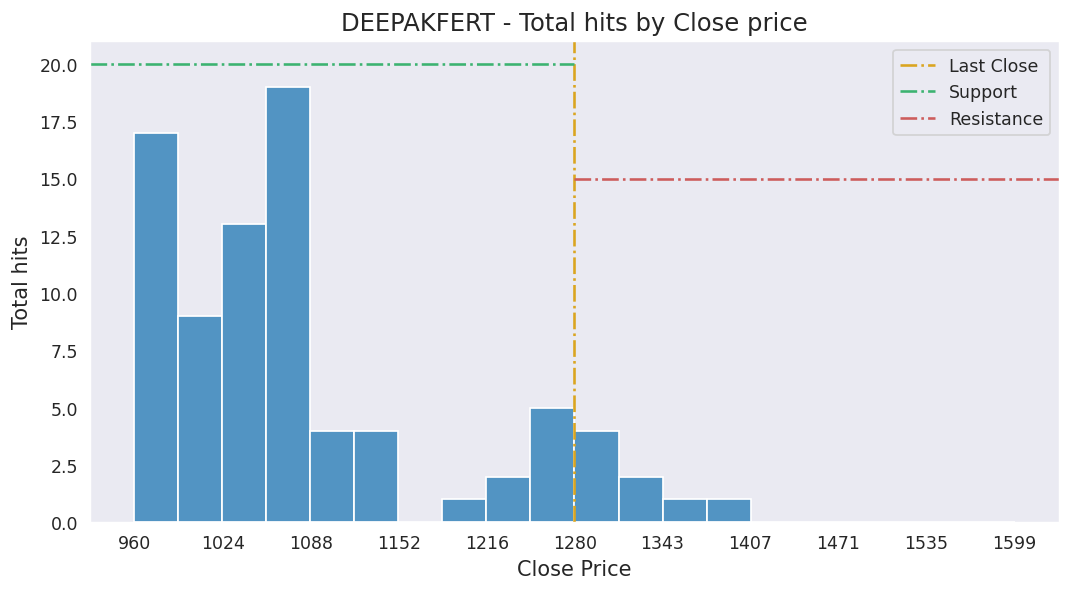 DEEPAKFERT - Total hits by Close price
Last Close
Support
Resistance
20.0
17.5
15.0
12.5
10.0
7.5
5.0
2.5
0.0
Total hits
960 1024 1088 1152 1216 1280 1343 1407 1471 1535 1599
Close Price